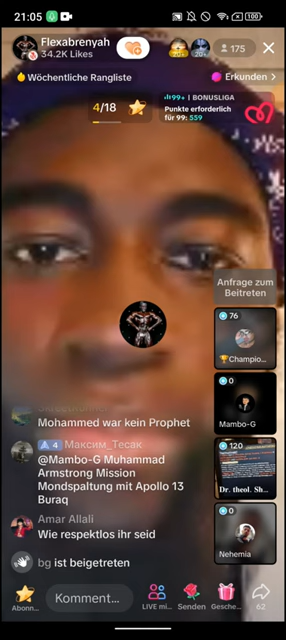 21:05
100
Flexabrenyah
34.2K Likes
20+
175
Wöchentliche Rangliste
Erkunden >
4/18
99+ | BONUSLIGA
Punkte erforderlich
für 99: 559
Anfrage zum
Beitreten
76
Champio...
0
Mambo-G
120
Dr. theol. Sh...
0
Nehemia
Mohammed war kein Prophet
4 Максим_Тесак
@Mambo-G Muhammad
Armstrong Mission
Mondspaltung mit Apollo 13
Buraq
Amar Allali
Wie respektlos ihr seid
bg ist beigetreten
Abonn...
Komment...
LIVE mi...
Senden
Gesche...
62